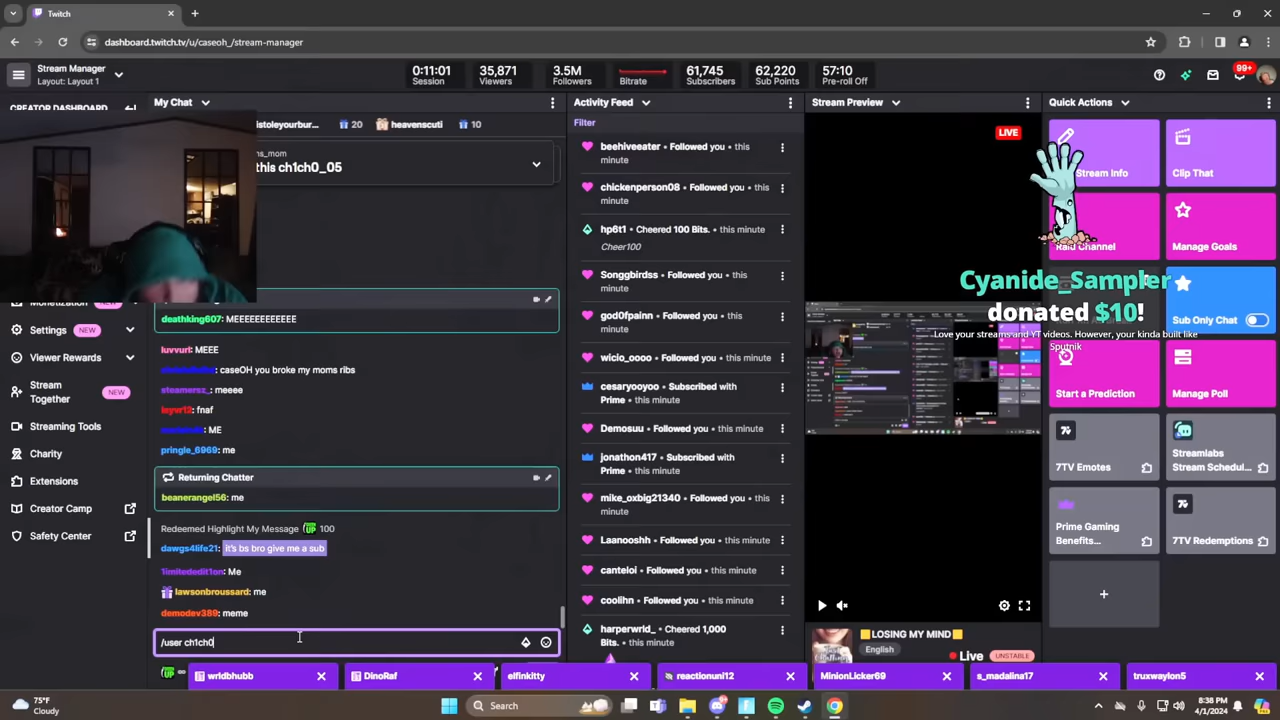 Twitch
dashboard.twitch.tv/u/caseoh_/stream-manager
Stream Manager
Layout: Layout 1
0:11:01
Session
35,871
Viewers
3.5M
Followers
Bitrate
61,745
Subscribers
62,220
Sub Points
57:10
Pre-roll Off
99+
CREATOR DASHBOARD
Settings
NEW
Viewer Rewards
Stream
Together
NEW
Streaming Tools
Charity
Extensions
Creator Camp
Safety Center
My Chat
istoleyourbur...
20
heavenscuti
10
ns_mom
this ch1ch0_05
deathking607: MEEEEEEEEEEEE
luvvurl: MEEE
caseOH you broke my moms ribs
steamersz_: meeee
fnaf
ME
pringle_6969: me
Returning Chatter
beanerangel56: me
Redeemed Highlight My Message 100
dawgs4life21: it's bs bro give me a sub
1imitededit1on: Me
lawsonbroussard: me
demodev389: meme
/user ch1ch0
Activity Feed
Filter
beehiveeater • Followed you • this
minute
chickenperson08 • Followed you • this
minute
hp6t1 • Cheered 100 Bits. • this minute
Cheer100
Songgbirdss • Followed you • this
minute
god0fpainn • Followed you • this
minute
wicio_oooo • Followed you • this
minute
cesaryooyoo • Subscribed with
Prime • this minute
Demosuu • Followed you • this minute
jonathon417 • Subscribed with
Prime • this minute
mike_oxbig21340 • Followed you • this
minute
Laanooshh • Followed you • this minute
canteloi • Followed you • this minute
coolihn • Followed you • this minute
harperwrld_ • Cheered 1,000
Bits. • this minute
Stream Preview
LIVE
LOSING MY MIND
English
Live
UNSTABLE
Quick Actions
Stream Info
Clip That
Raid Channel
Manage Goals
Cyanide_Sampler
donated $10!
Love your streams and YT videos. However, your kinda built like
Sputnik
Sub Only Chat
Start a Prediction
Manage Poll
7TV Emotes
Streamlabs
Stream Schedul...
Prime Gaming
Benefits...
7TV Redemptions
wrldbhubb
DinoRaf
elfinkitty
reactionuni12
MinionLicker69
s_madalina17
truxwaylon5
75°F
Cloudy
Search
8:38 PM
4/1/2024